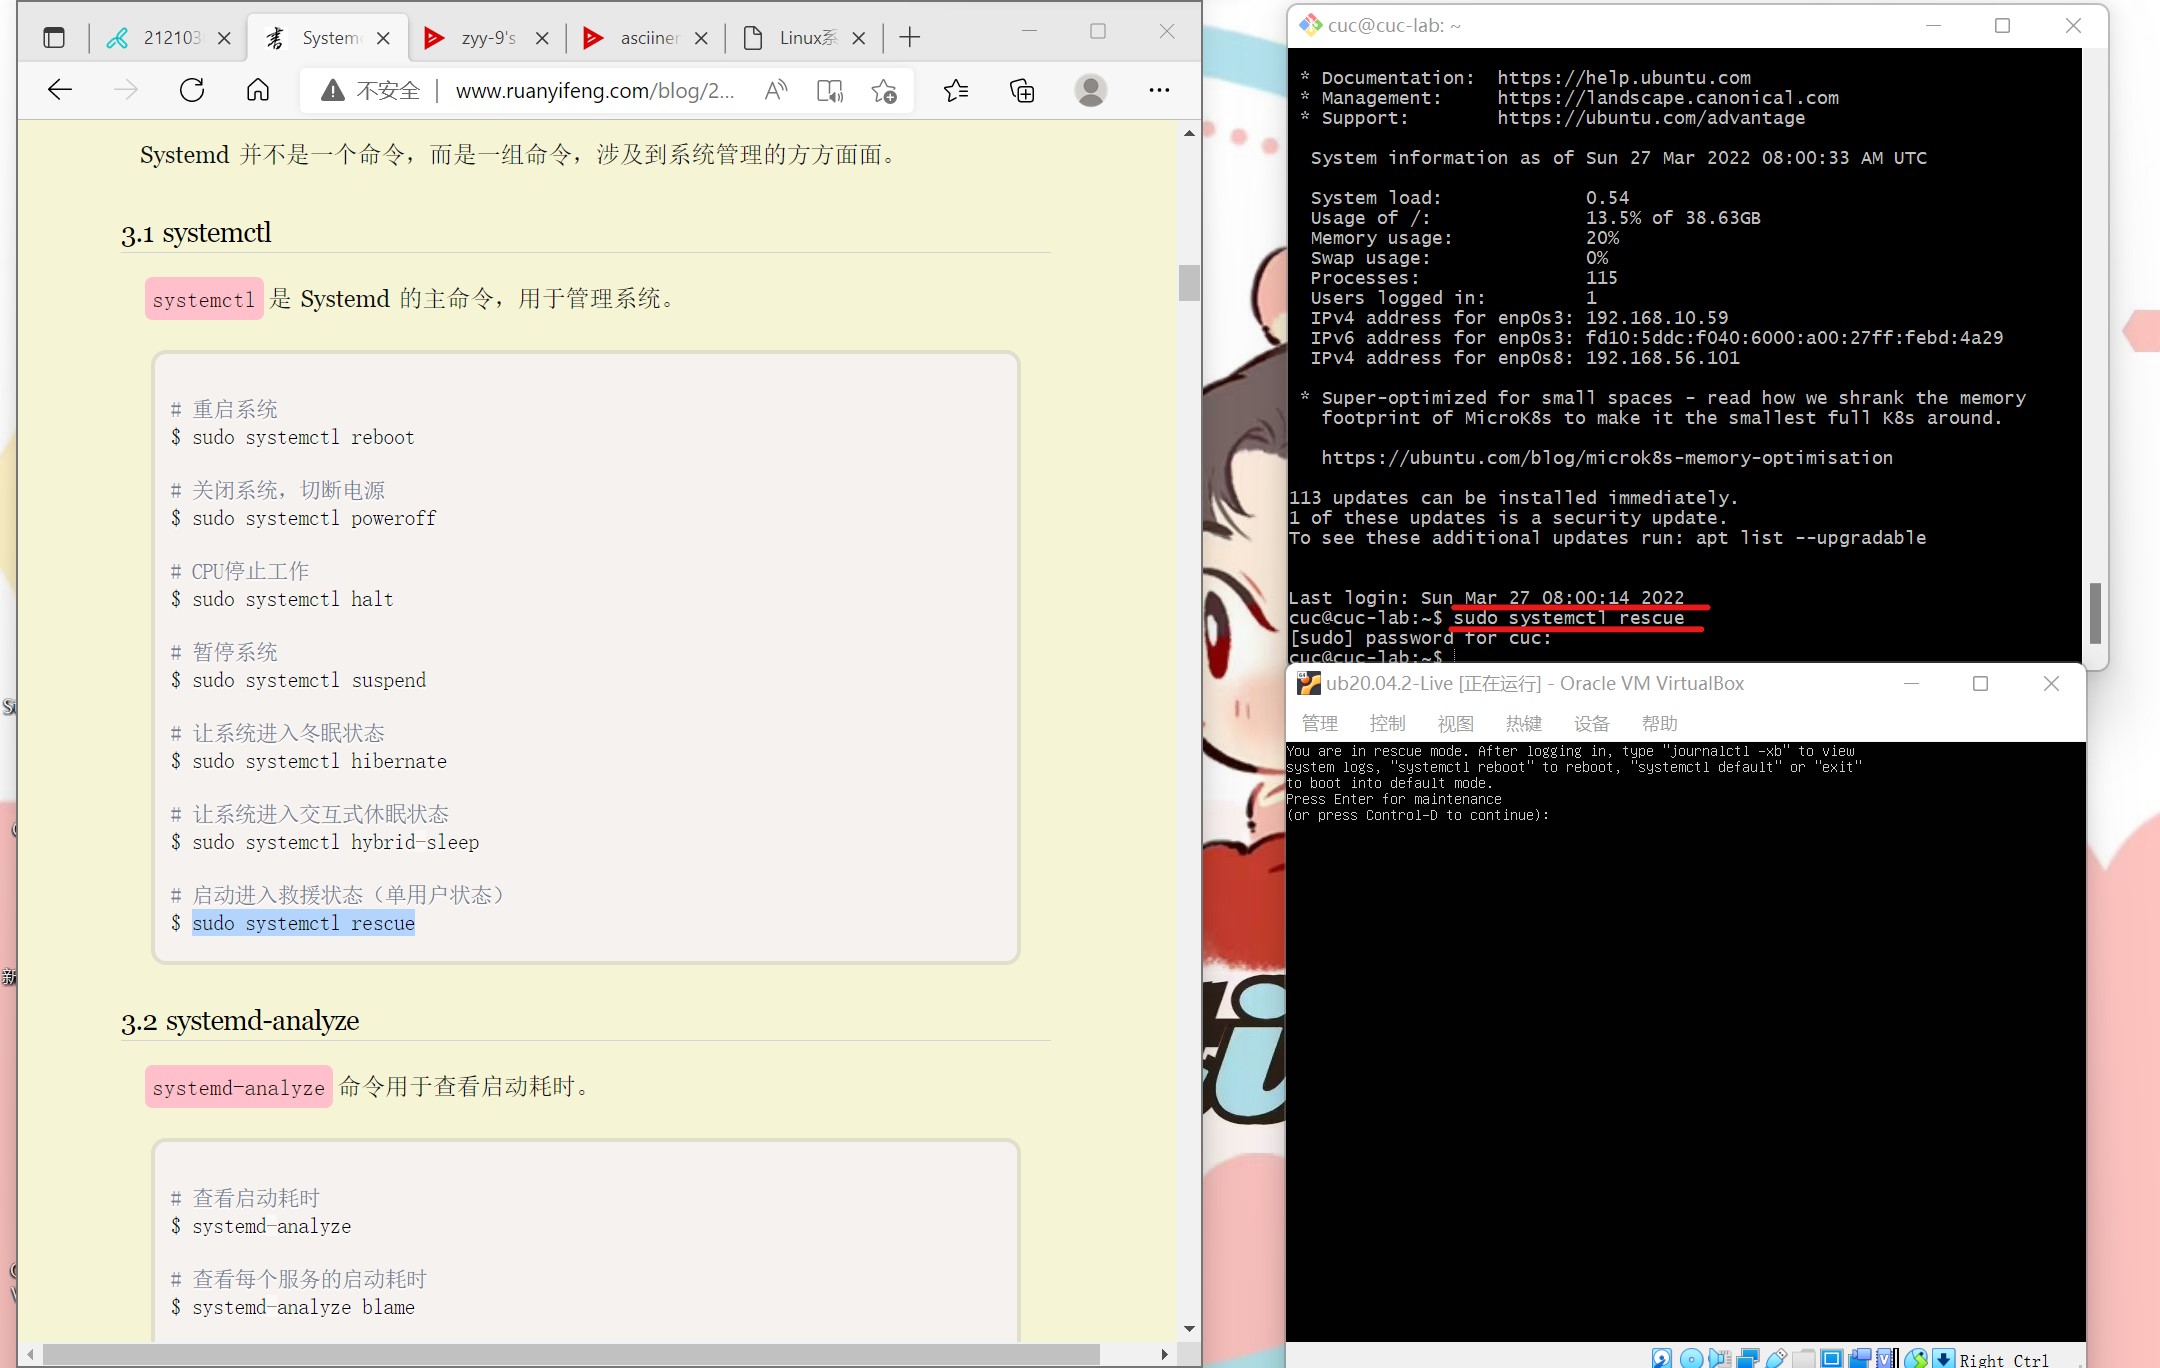 212103
System
zyy-9's
asciiner
Linux系
不安全
www.ruanyifeng.com/blog/2...
Systemd 并不是一个命令，而是一组命令，涉及到系统管理的方方面面。
3.1 systemctl
systemctl 是 Systemd 的主命令，用于管理系统。
# 重启系统
$ sudo systemctl reboot
# 关闭系统，切断电源
$ sudo systemctl poweroff
# CPU停止工作
$ sudo systemctl halt
# 暂停系统
$ sudo systemctl suspend
# 让系统进入冬眠状态
$ sudo systemctl hibernate
# 让系统进入交互式休眠状态
$ sudo systemctl hybrid-sleep
# 启动进入救援状态（单用户状态）
$ sudo systemctl rescue
3.2 systemd-analyze
systemd-analyze 命令用于查看启动耗时。
# 查看启动耗时
$ systemd-analyze
# 查看每个服务的启动耗时
$ systemd-analyze blame
cuc@cuc-lab: ~
* Documentation:  https://help.ubuntu.com
* Management:     https://landscape.canonical.com
* Support:        https://ubuntu.com/advantage
System information as of Sun 27 Mar 2022 08:00:33 AM UTC
System load:             0.54
Usage of /:              13.5% of 38.63GB
Memory usage:            20%
Swap usage:              0%
Processes:               115
Users logged in:         1
IPv4 address for enp0s3: 192.168.10.59
IPv6 address for enp0s3: fd10:5ddc:f040:6000:a00:27ff:febd:4a29
IPv4 address for enp0s8: 192.168.56.101
* Super-optimized for small spaces - read how we shrank the memory
footprint of MicroK8s to make it the smallest full K8s around.
https://ubuntu.com/blog/microk8s-memory-optimisation
113 updates can be installed immediately.
1 of these updates is a security update.
To see these additional updates run: apt list --upgradable
Last login: Sun Mar 27 08:00:14 2022
cuc@cuc-lab:~$ sudo systemctl rescue
[sudo] password for cuc:
cuc@cuc-lab:~$
ub20.04.2-Live [正在运行] - Oracle VM VirtualBox
管理 控制 视图 热键 设备 帮助
You are in rescue mode. After logging in, type "journalctl -xb" to view
system logs, "systemctl reboot" to reboot, "systemctl default" or "exit"
to boot into default mode.
Press Enter for maintenance
(or press Control-D to continue):
Right Ctrl